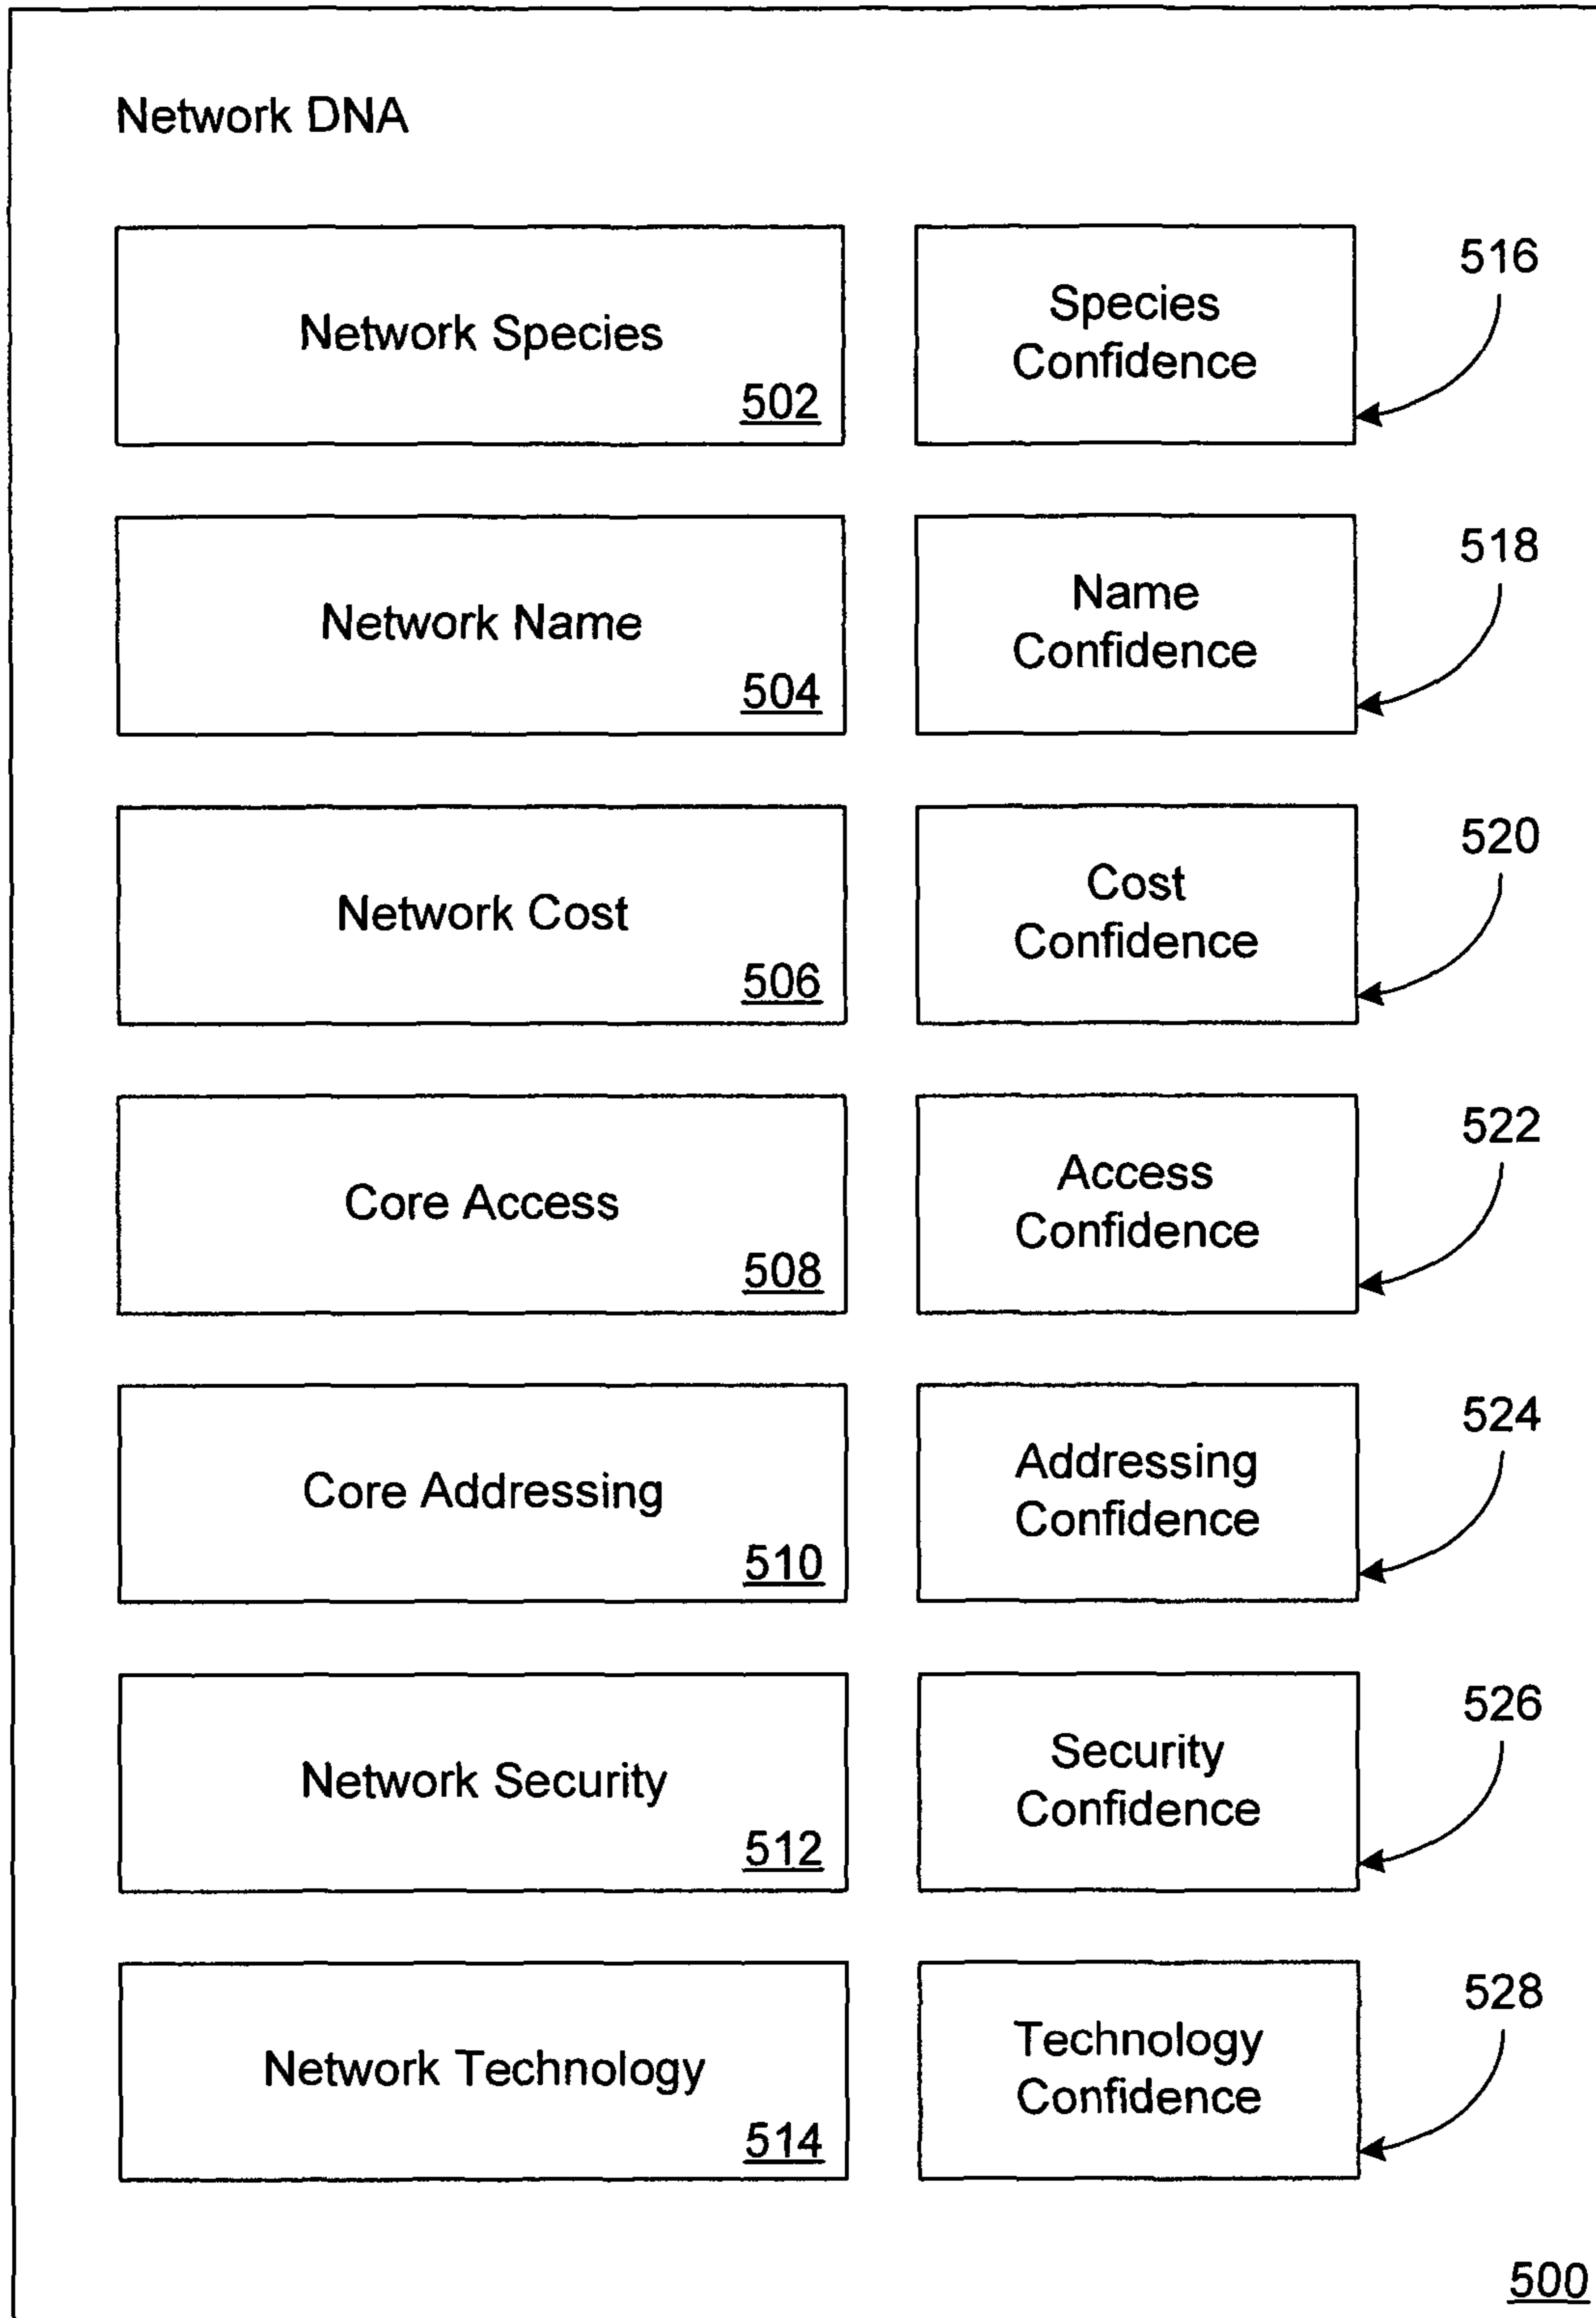 Network DNA
Network Species
502
Species
Confidence
516
Network Name
504
Name
Confidence
518
Network Cost
506
Cost
Confidence
520
Core Access
508
Access
Confidence
522
Core Addressing
510
Addressing
Confidence
524
Network Security
512
Security
Confidence
526
Network Technology
514
Technology
Confidence
528
500